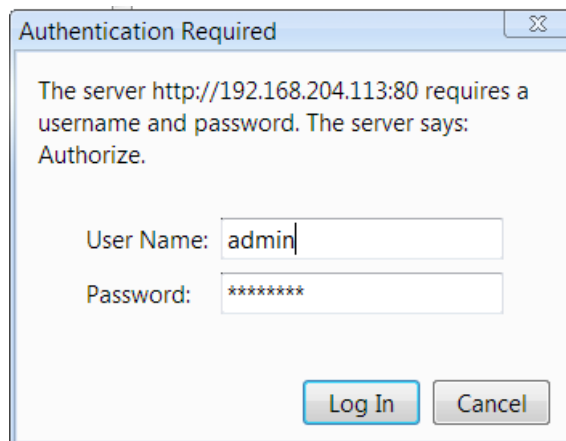 Authentication Required
The server http://192.168.204.113:80 requires a
username and password. The server says:
Authorize.
User Name: admin
Password: ********
Log In Cancel